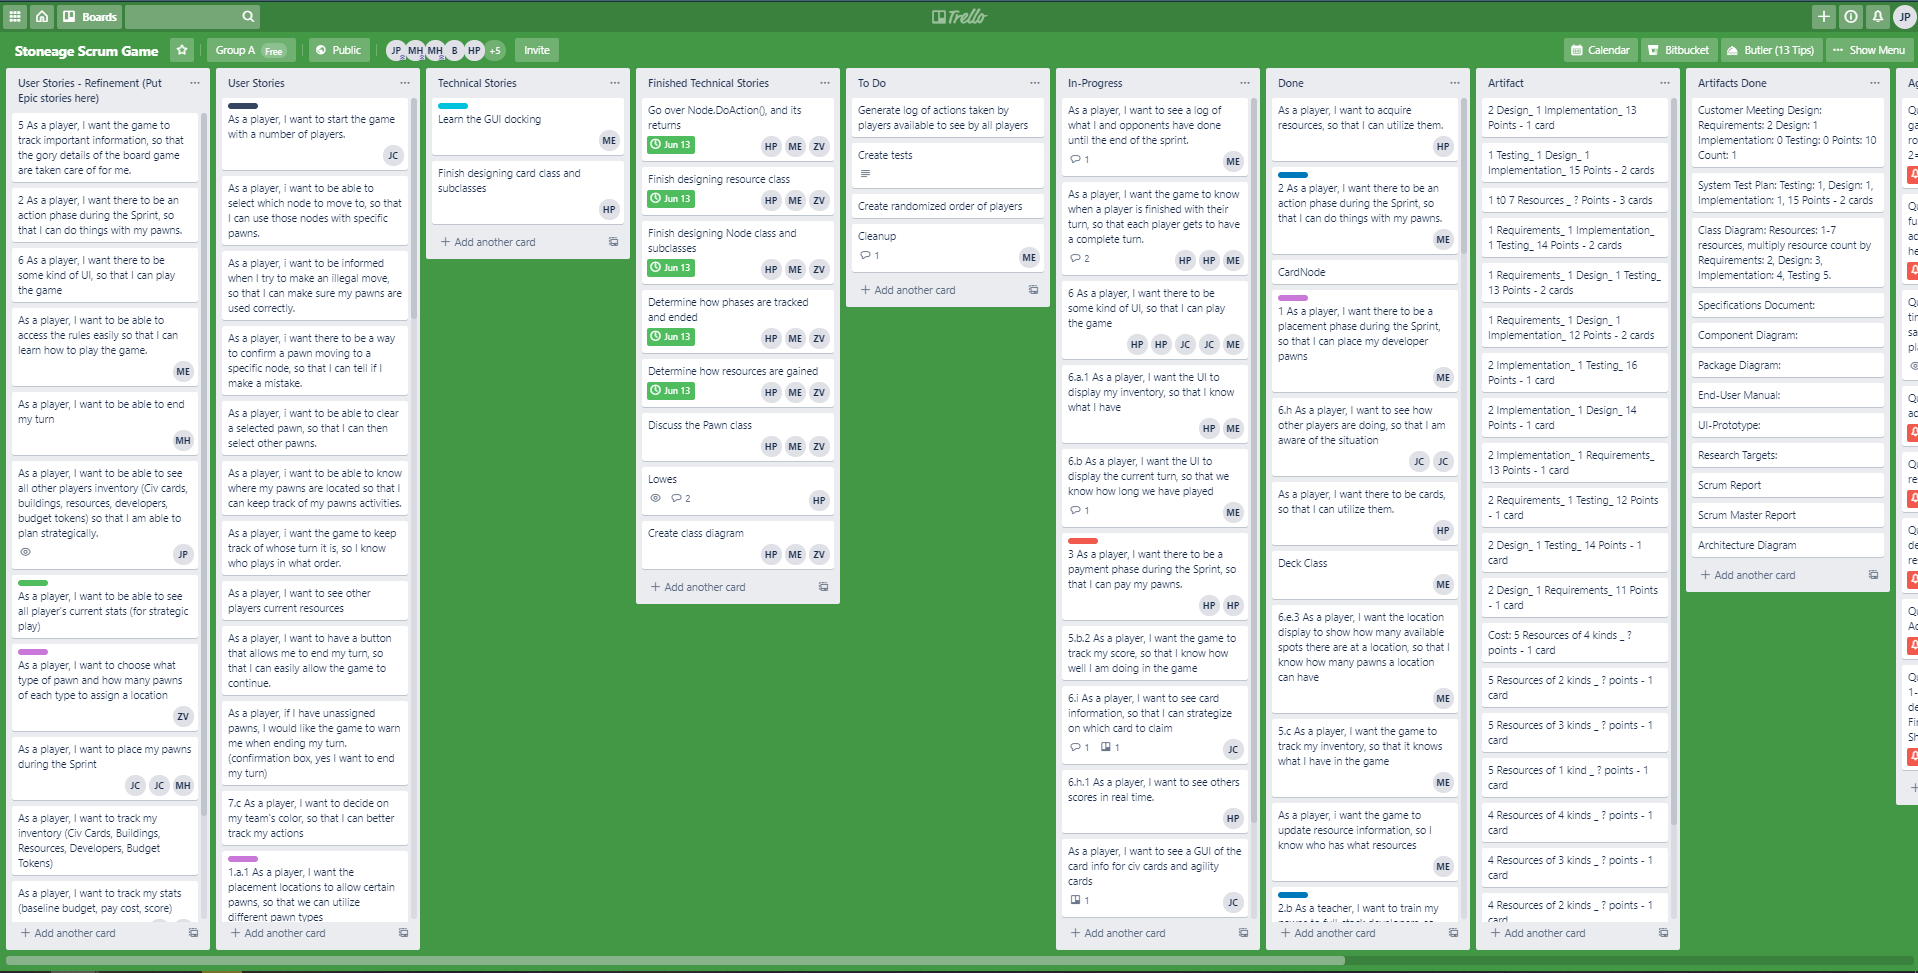 Boards
Trello
JP
Stoneage Scrum Game
Group A Free
Public
JP MH MH B HP +5
Invite
Calendar
Bitbucket
Butler (13 Tips)
Show Menu
User Stories - Refinement (Put
Epic stories here)
5 As a player, I want the game to
track important information, so that
the gory details of the board game
are taken care of for me.
2 As a player, I want there to be an
action phase during the Sprint, so
that I can do things with my pawns.
6 As a player, I want there to be
some kind of UI, so that I can play
the game
As a player, I want to be able to
access the rules easily so that I can
learn how to play the game.
ME
As a player, I want to be able to end
my turn
MH
As a player, I want to be able to see
all other players inventory (Civ cards,
buildings, resources, developers,
budget tokens) so that I am able to
plan strategically.
JP
As a player, I want to be able to see
all player's current stats (for strategic
play)
As a player, I want to choose what
type of pawn and how many pawns
of each type to assign a location
ZV
As a player, I want to place my pawns
during the Sprint
JC JC MH
As a player, I want to track my
inventory (Civ Cards, Buildings,
Resources, Developers, Budget
Tokens)
As a player, I want to track my stats
(baseline budget, pay cost, score)
+ Add another card
User Stories
As a player, I want to start the game
with a number of players.
JC
As a player, i want to be able to
select which node to move to, so that
I can use those nodes with specific
pawns.
As a player, i want to be informed
when I try to make an illegal move,
so that I can make sure my pawns are
used correctly.
As a player, i want there to be a way
to confirm a pawn moving to a
specific node, so that I can tell if I
make a mistake.
As a player, i want to be able to clear
a selected pawn, so that I can then
select other pawns.
As a player, i want to be able to know
where my pawns are located so that I
can keep track of my pawns activities.
As a player, i want the game to keep
track of whose turn it is, so I know
who plays in what order.
As a player, I want to see other
players current resources
As a player, I want to have a button
that allows me to end my turn, so
that I can easily allow the game to
continue.
As a player, if I have unassigned
pawns, I would like the game to warn
me when ending my turn.
(confirmation box, yes I want to end
my turn)
7.c As a player, I want to decide on
my team's color, so that I can better
track my actions
1.a.1 As a player, I want the
placement locations to allow certain
pawns, so that we can utilize
different pawn types
+ Add another card
Technical Stories
Learn the GUI docking
ME
Finish designing card class and
subclasses
HP
+ Add another card
Finished Technical Stories
Go over Node.DoAction(), and its
returns
Jun 13
HP ME ZV
Finish designing resource class
Jun 13
HP ME ZV
Finish designing Node class and
subclasses
Jun 13
HP ME ZV
Determine how phases are tracked
and ended
Jun 13
HP ME ZV
Determine how resources are gained
Jun 13
HP ME ZV
Discuss the Pawn class
HP ME ZV
Lowes
2
HP
Create class diagram
HP ME ZV
+ Add another card
To Do
Generate log of actions taken by
players available to see by all players
Create tests
Create randomized order of players
Cleanup
1
ME
+ Add another card
In-Progress
As a player, I want to see a log of
what I and opponents have done
until the end of the sprint.
1
ME
As a player, I want the game to know
when a player is finished with their
turn, so that each player gets to have
a complete turn.
2
HP HP ME
6 As a player, I want there to be
some kind of UI, so that I can play
the game
HP HP JC JC ME
6.a.1 As a player, I want the UI to
display my inventory, so that I know
what I have
HP ME
6.b As a player, I want the UI to
display the current turn, so that we
know how long we have played
1
ME
3 As a player, I want there to be a
payment phase during the Sprint, so
that I can pay my pawns.
HP HP
5.b.2 As a player, I want the game to
track my score, so that I know how
well I am doing in the game
6.i As a player, I want to see card
information, so that I can strategize
on which card to claim
1 1
JC
6.h.1 As a player, I want to see others
scores in real time.
HP
As a player, I want to see a GUI of the
card info for civ cards and agility
cards
1
JC
+ Add another card
Done
As a player, I want to acquire
resources, so that I can utilize them.
HP
2 As a player, I want there to be an
action phase during the Sprint, so
that I can do things with my pawns.
ME
CardNode
1 As a player, I want there to be a
placement phase during the Sprint,
so that I can place my developer
pawns
ME
6.h As a player, I want to see how
other players are doing, so that I am
aware of the situation
JC JC
As a player, I want there to be cards,
so that I can utilize them.
HP
Deck Class
ME
6.e.3 As a player, I want the location
display to show how many available
spots there are at a location, so that I
know how many pawns a location
can have
ME
5.c As a player, I want the game to
track my inventory, so that it knows
what I have in the game
ME
As a player, i want the game to
update resource information, so I
know who has what resources
ME
2.b As a teacher, I want to train my
+ Add another card
Artifact
2 Design_ 1 Implementation_ 13
Points - 1 card
1 Testing_ 1 Design_ 1
Implementation_ 15 Points - 2 cards
1 t0 7 Resources _ ? Points - 3 cards
1 Requirements_ 1 Implementation_
1 Testing_ 14 Points - 2 cards
1 Requirements_ 1 Design_ 1 Testing_
13 Points - 2 cards
1 Requirements_ 1 Design_ 1
Implementation_ 12 Points - 2 cards
2 Implementation_ 1 Testing_ 16
Points - 1 card
2 Implementation_ 1 Design_ 14
Points - 1 card
2 Implementation_ 1 Requirements_
13 Points - 1 card
2 Requirements_ 1 Testing_ 12 Points
- 1 card
2 Design_ 1 Testing_ 14 Points - 1
card
2 Design_ 1 Requirements_ 11 Points
- 1 card
Cost: 5 Resources of 4 kinds _ ?
points - 1 card
5 Resources of 2 kinds _ ? points - 1
card
5 Resources of 3 kinds _ ? points - 1
card
5 Resources of 1 kind _ ? points - 1
card
4 Resources of 4 kinds _ ? points - 1
card
4 Resources of 3 kinds _ ? points - 1
card
4 Resources of 2 kinds _ ? points - 1
card
+ Add another card
Artifacts Done
Customer Meeting Design:
Requirements: 2 Design: 1
Implementation: 0 Testing: 0 Points: 10
Count: 1
System Test Plan: Testing: 1, Design: 1,
Implementation: 1, 15 Points - 2 cards
Class Diagram: Resources: 1-7
resources, multiply resource count by
Requirements: 2, Design: 3,
Implementation: 4, Testing 5.
Specifications Document:
Component Diagram:
Package Diagram:
End-User Manual:
UI-Prototype:
Research Targets:
Scrum Report
Scrum Master Report
Architecture Diagram
+ Add another card